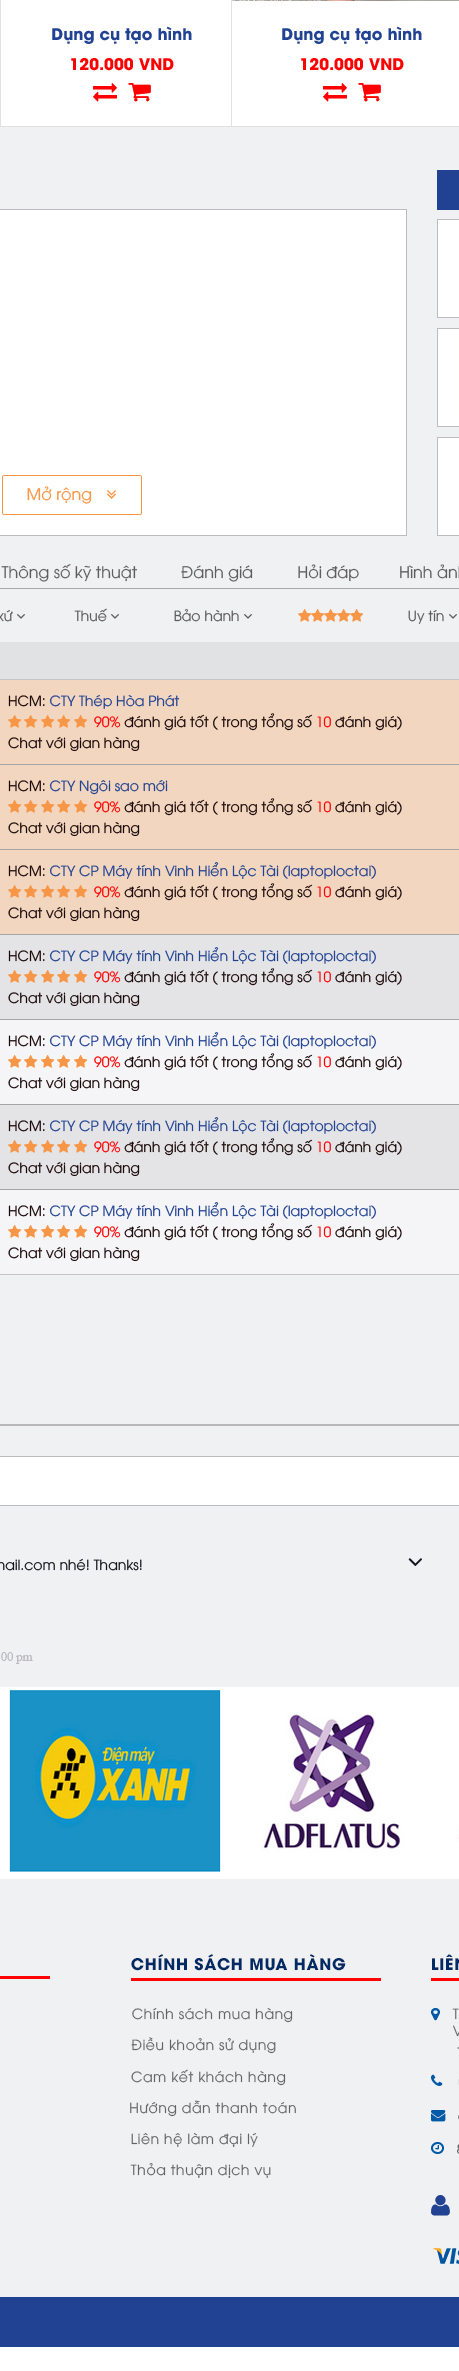 Dụng cụ tạo hình
120.000 VND
Dụng cụ tạo hình
120.000 VND
Mở rộng
Thông số kỹ thuật Đánh giá Hỏi đáp Hình ảnh
xứ Thuế Bảo hành Uy tín
HCM: CTY Thép Hòa Phát
90% đánh giá tốt ( trong tổng số 10 đánh giá)
Chat với gian hàng
HCM: CTY Ngôi sao mới
90% đánh giá tốt ( trong tổng số 10 đánh giá)
Chat với gian hàng
HCM: CTY CP Máy tính Vinh Hiển Lộc Tài (laptoploctai)
90% đánh giá tốt ( trong tổng số 10 đánh giá)
Chat với gian hàng
HCM: CTY CP Máy tính Vinh Hiển Lộc Tài (laptoploctai)
90% đánh giá tốt ( trong tổng số 10 đánh giá)
Chat với gian hàng
HCM: CTY CP Máy tính Vinh Hiển Lộc Tài (laptoploctai)
90% đánh giá tốt ( trong tổng số 10 đánh giá)
Chat với gian hàng
HCM: CTY CP Máy tính Vinh Hiển Lộc Tài (laptoploctai)
90% đánh giá tốt ( trong tổng số 10 đánh giá)
Chat với gian hàng
HCM: CTY CP Máy tính Vinh Hiển Lộc Tài (laptoploctai)
90% đánh giá tốt ( trong tổng số 10 đánh giá)
Chat với gian hàng
mail.com nhé! Thanks!
00 pm
Điện máy
XANH
ADFLATUS
CHÍNH SÁCH MUA HÀNG
Chính sách mua hàng
Điều khoản sử dụng
Cam kết khách hàng
Hướng dẫn thanh toán
Liên hệ làm đại lý
Thỏa thuận dịch vụ
LIÊN
VIS